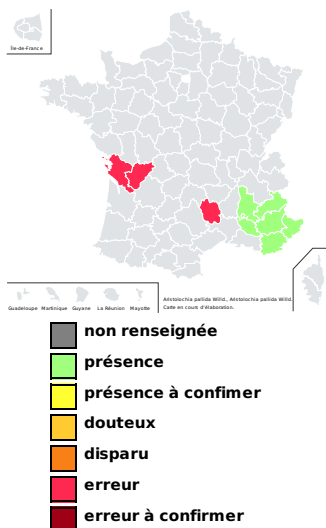 Île-de-France
Guadeloupe Martinique Guyane La Réunion Mayotte
Aristolochia pallida Willd., Aristolochia pallida Willd.
Carte en cours d'élaboration.
non renseignée
présence
présence à confimer
douteux
disparu
erreur
erreur à confirmer